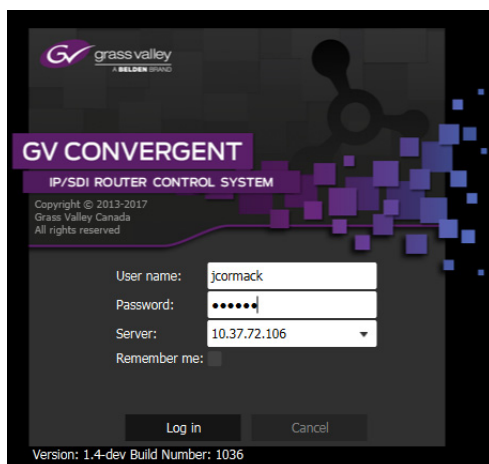 GV grass valley
A BELDEN BRAND
GV CONVERGENT
IP/SDI ROUTER CONTROL SYSTEM
Copyright © 2013-2017
Grass Valley Canada
All rights reserved
User name: jcormack
Password: ●●●●●●
Server: 10.37.72.106
Remember me:
Log in Cancel
Version: 1.4-dev Build Number: 1036